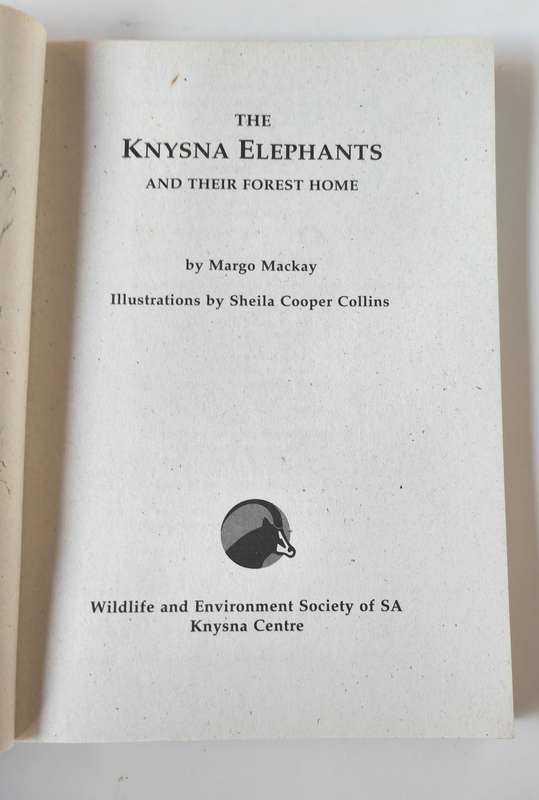 THE
KNYSNA ELEPHANTS
AND THEIR FOREST HOME
by Margo Mackay
Illustrations by Sheila Cooper Collins
Wildlife and Environment Society of SA
Knysna Centre